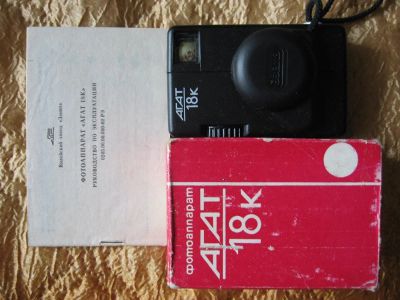 Вилейский завод «Зенит»
ФОТОАППАРАТ «АГАТ 18К»
РУКОВОДСТВО ПО ЭКСПЛУАТАЦИИ
АГАТ
18К
фотоаппарат
АГАТ
18К